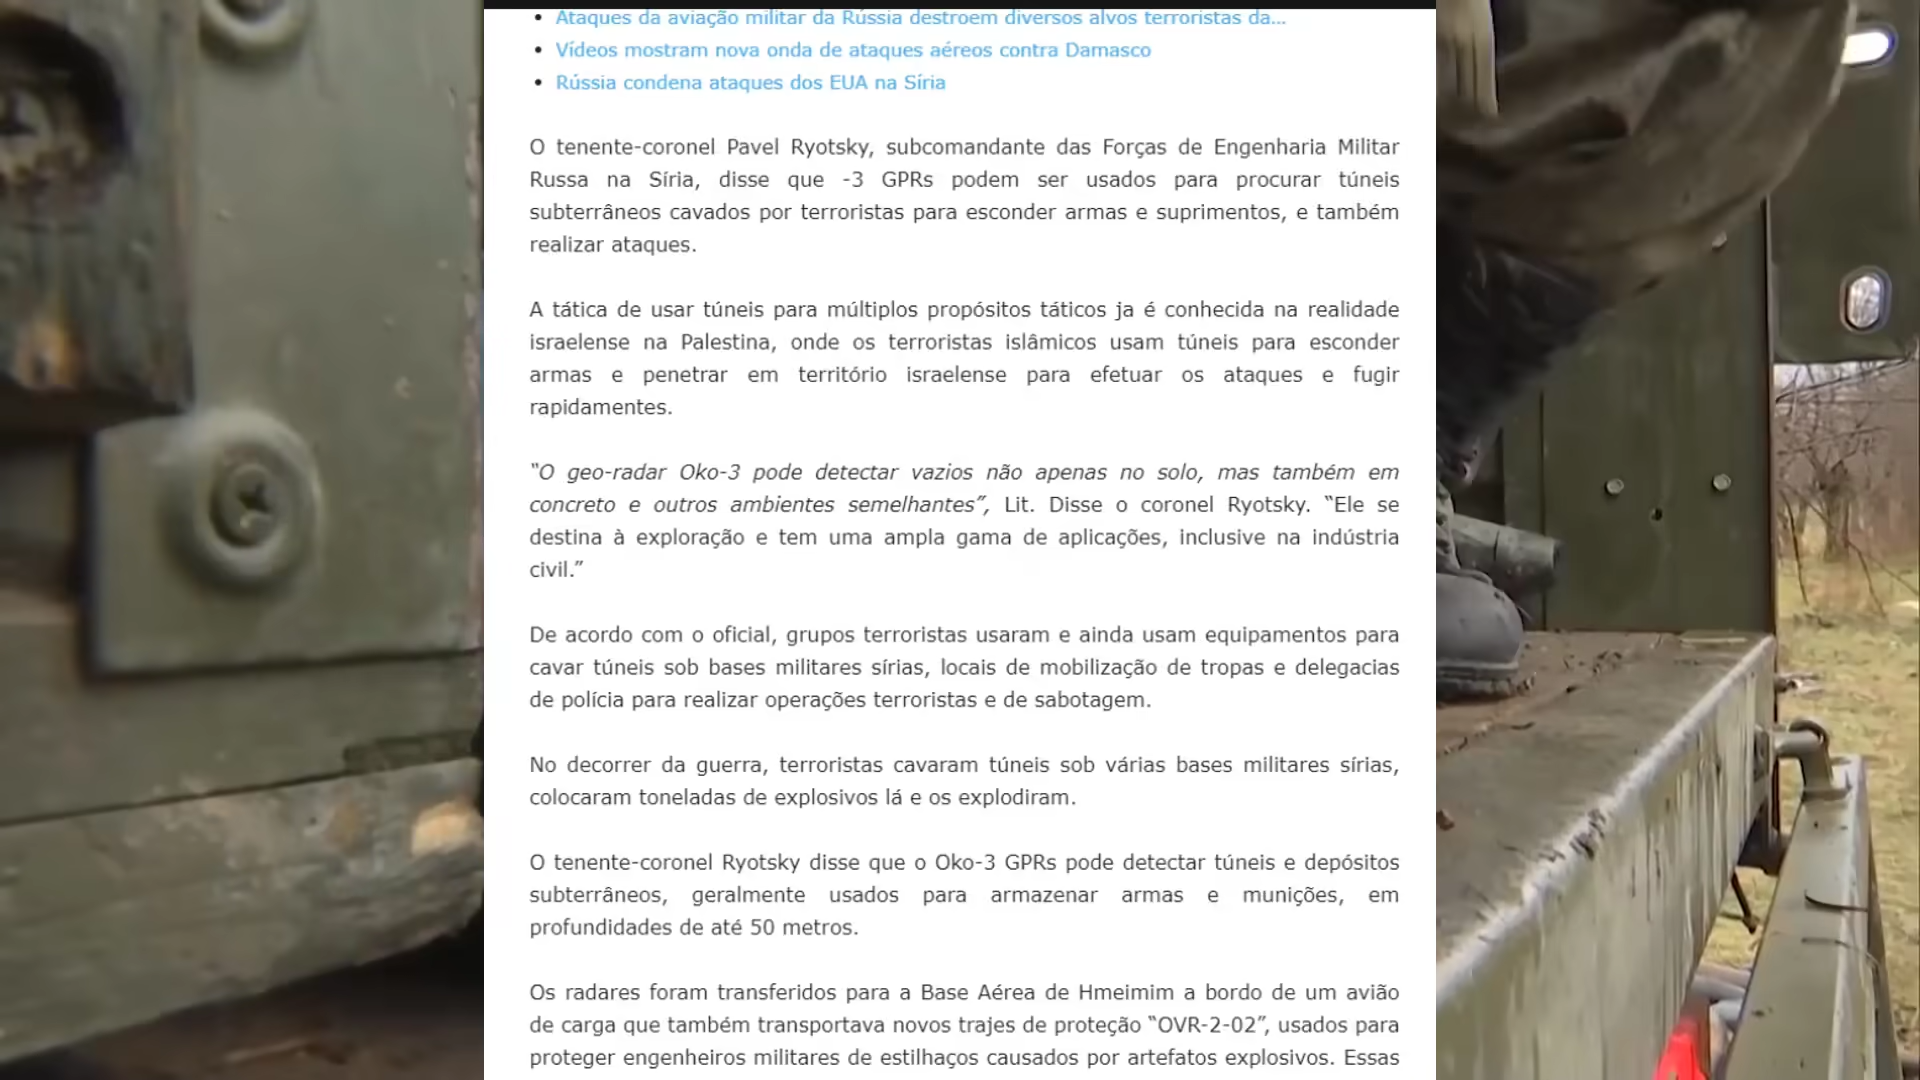 Ataques da aviação militar da Rússia destroem diversos alvos terroristas da...
Vídeos mostram nova onda de ataques aéreos contra Damasco
Rússia condena ataques dos EUA na Síria
O tenente-coronel Pavel Ryotsky, subcomandante das Forças de Engenharia Militar
Russa na Síria, disse que -3 GPRs podem ser usados para procurar túneis
subterrâneos cavados por terroristas para esconder armas e suprimentos, e também
realizar ataques.
A tática de usar túneis para múltiplos propósitos táticos ja é conhecida na realidade
israelense na Palestina, onde os terroristas islâmicos usam túneis para esconder
armas e penetrar em território israelense para efetuar os ataques e fugir
rapidamentes.
“O geo-radar Oko-3 pode detectar vazios não apenas no solo, mas também em
concreto e outros ambientes semelhantes”, Lit. Disse o coronel Ryotsky. “Ele se
destina à exploração e tem uma ampla gama de aplicações, inclusive na indústria
civil.”
De acordo com o oficial, grupos terroristas usaram e ainda usam equipamentos para
cavar túneis sob bases militares sírias, locais de mobilização de tropas e delegacias
de polícia para realizar operações terroristas e de sabotagem.
No decorrer da guerra, terroristas cavaram túneis sob várias bases militares sírias,
colocaram toneladas de explosivos lá e os explodiram.
O tenente-coronel Ryotsky disse que o Oko-3 GPRs pode detectar túneis e depósitos
subterrâneos, geralmente usados para armazenar armas e munições, em
profundidades de até 50 metros.
Os radares foram transferidos para a Base Aérea de Hmeimim a bordo de um avião
de carga que também transportava novos trajes de proteção “OVR-2-02”, usados para
proteger engenheiros militares de estilhaços causados por artefatos explosivos. Essas